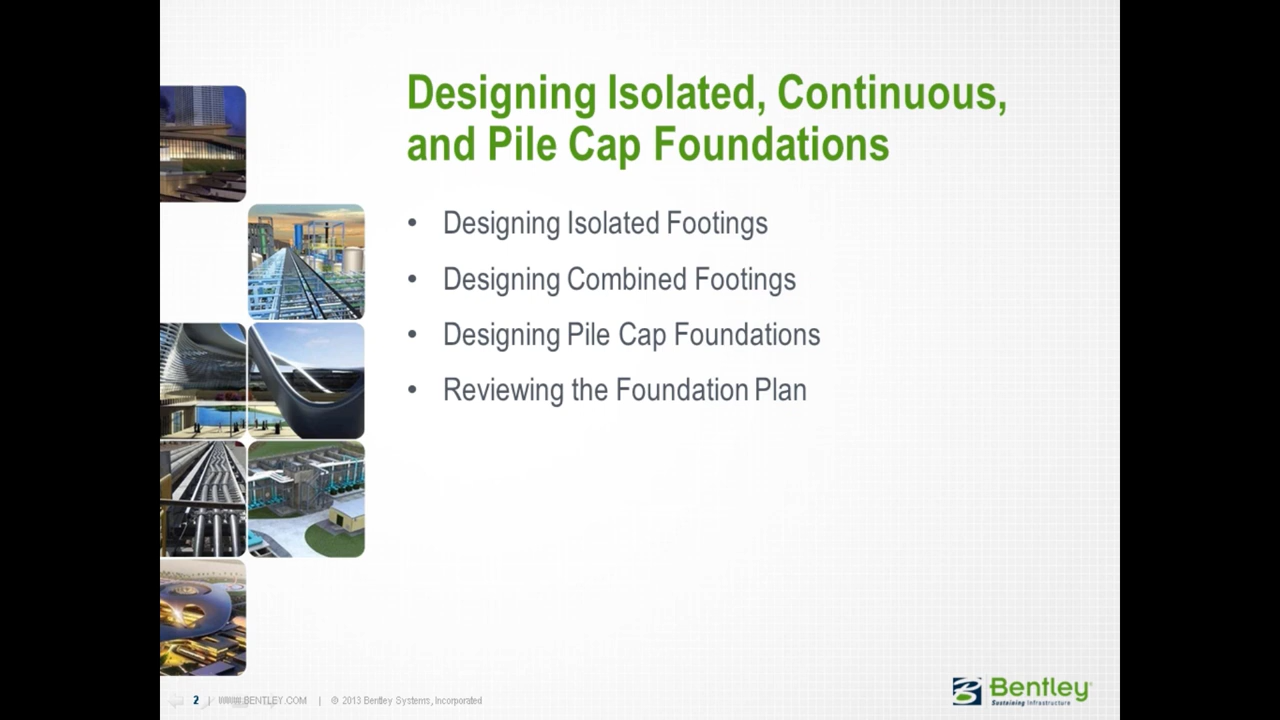 Designing Isolated, Continuous,
and Pile Cap Foundations
• Designing Isolated Footings
• Designing Combined Footings
• Designing Pile Cap Foundations
• Reviewing the Foundation Plan
2 | WWW.BENTLEY.COM | © 2013 Bentley Systems, Incorporated
Bentley®
Sustaining Infrastructure